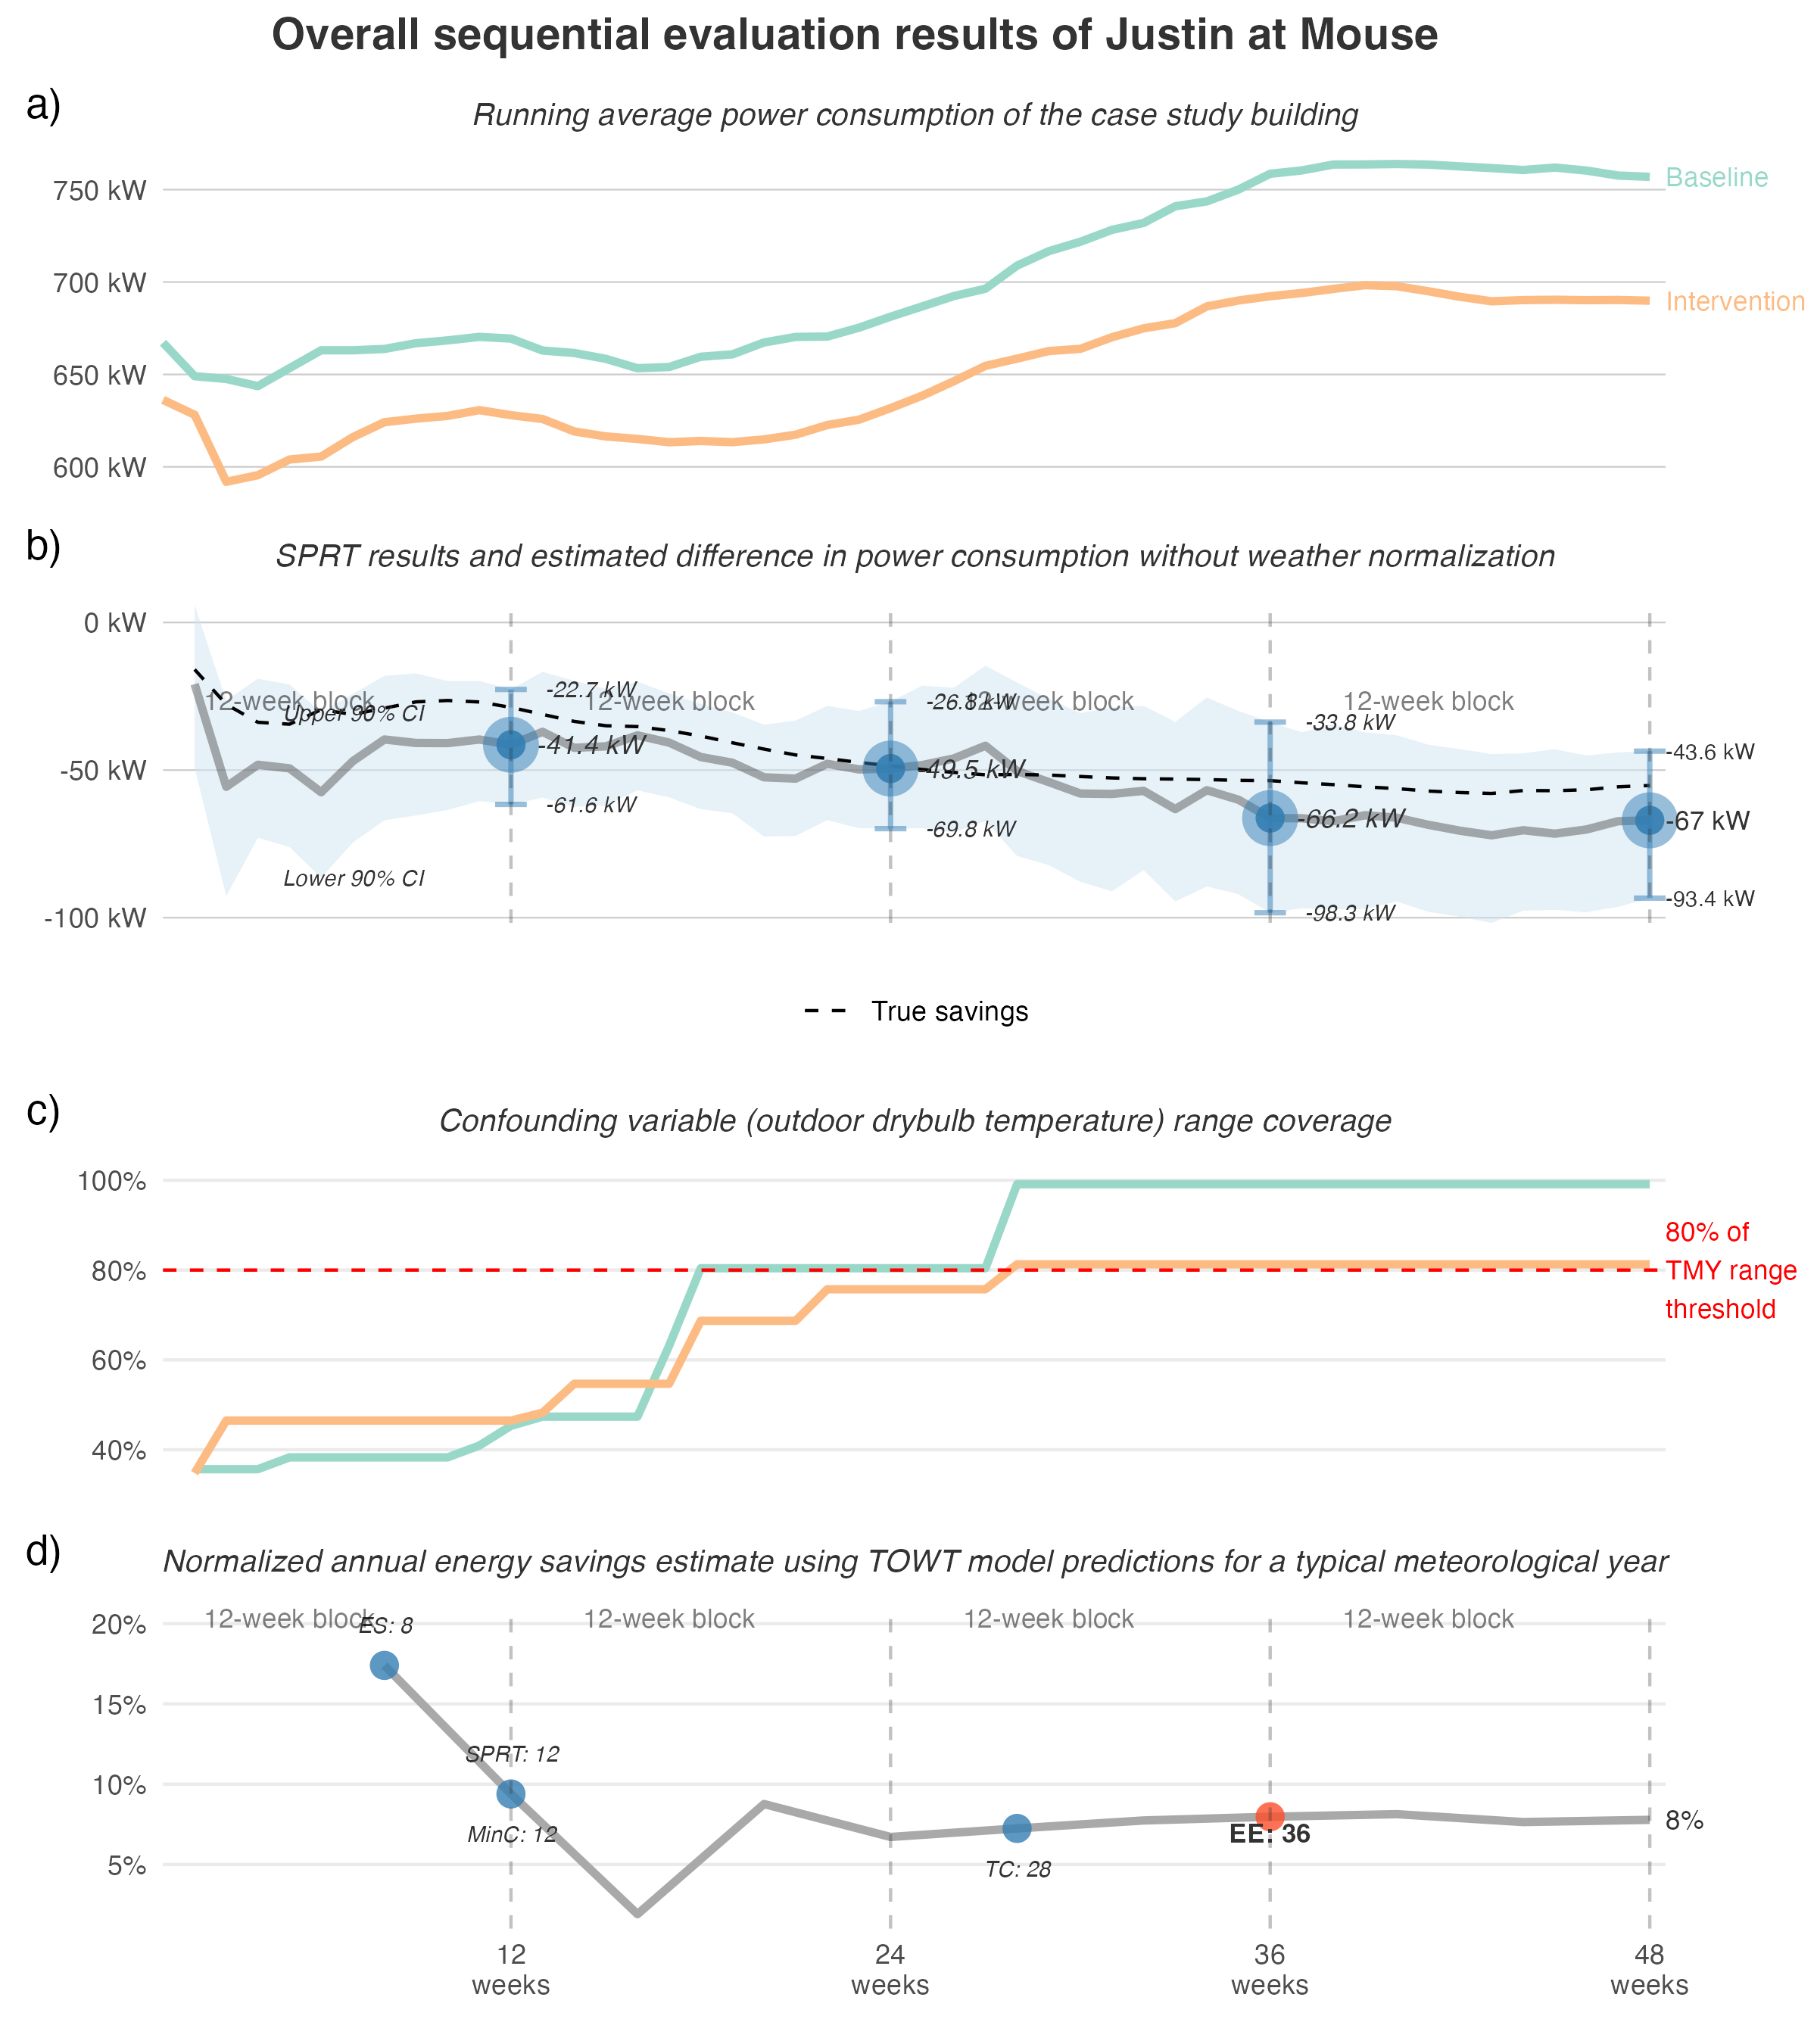 Overall sequential evaluation results of Justin at Mouse
a)
Running average power consumption of the case study building
750 kW
700 kW
650 kW
600 kW
Baseline
Intervention
b)
SPRT results and estimated difference in power consumption without weather normalization
0 kW
-50 kW
-100 kW
12-week block
12-week block
12-week block
12-week block
Upper 90% CI
Lower 90% CI
-22.7 kW
-41.4 kW
-61.6 kW
-26.8 kW
-49.5 kW
-69.8 kW
-33.8 kW
-66.2 kW
-98.3 kW
-43.6 kW
-67 kW
-93.4 kW
True savings
c)
Confounding variable (outdoor drybulb temperature) range coverage
100%
80%
60%
40%
80% of
TMY range
threshold
d)
Normalized annual energy savings estimate using TOWT model predictions for a typical meteorological year
20%
15%
10%
5%
12-week block
12-week block
12-week block
12-week block
ES: 8
SPRT: 12
MinC: 12
TC: 28
EE: 36
8%
12
weeks
24
weeks
36
weeks
48
weeks